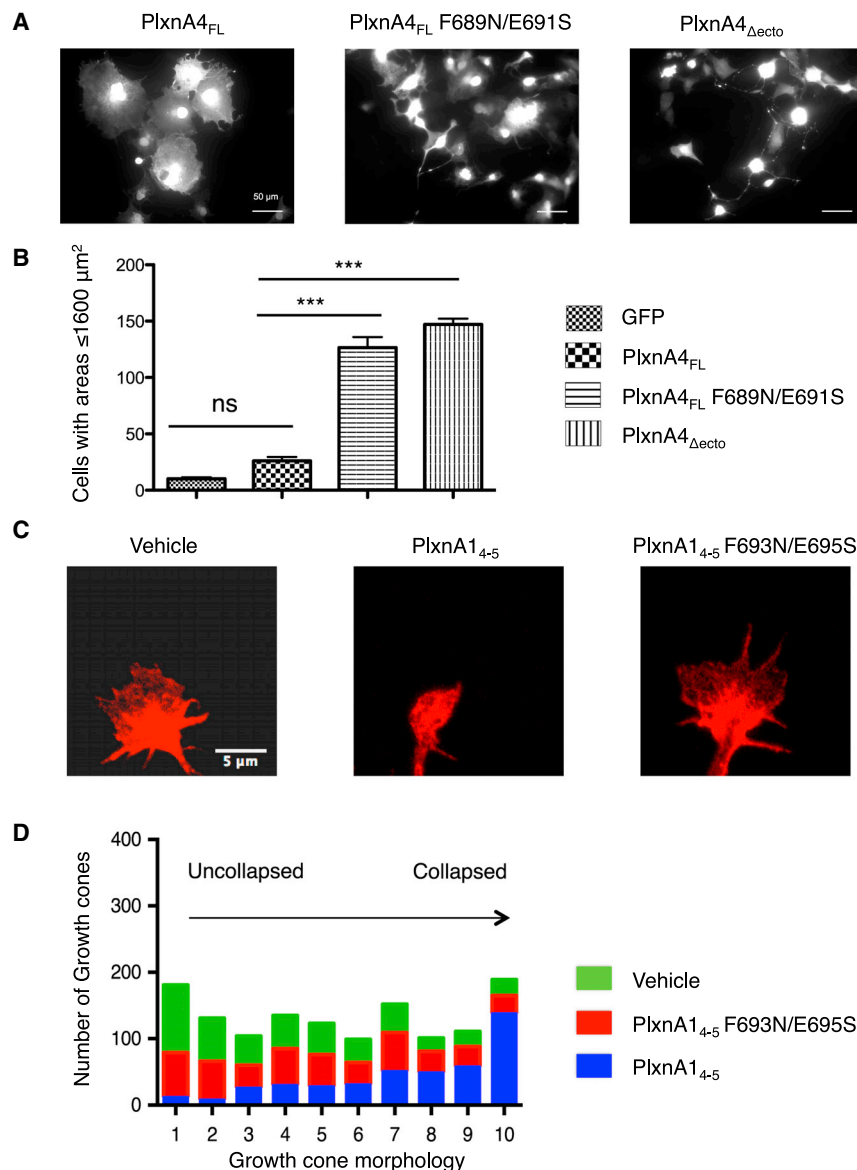 A
PlxnA4FL
PlxnA4FL F689N/E691S
PlxnA4Δecto
50 μm
B
Cells with areas ≤1600 μm²
200
150
100
50
0
ns
***
***
GFP
PlxnA4FL
PlxnA4FL F689N/E691S
PlxnA4Δecto
C
Vehicle
PlxnA14-5
PlxnA14-5 F693N/E695S
5 μm
D
Number of Growth cones
400
300
200
100
0
Uncollapsed
Collapsed
1 2 3 4 5 6 7 8 9 10
Growth cone morphology
Vehicle
PlxnA14-5 F693N/E695S
PlxnA14-5